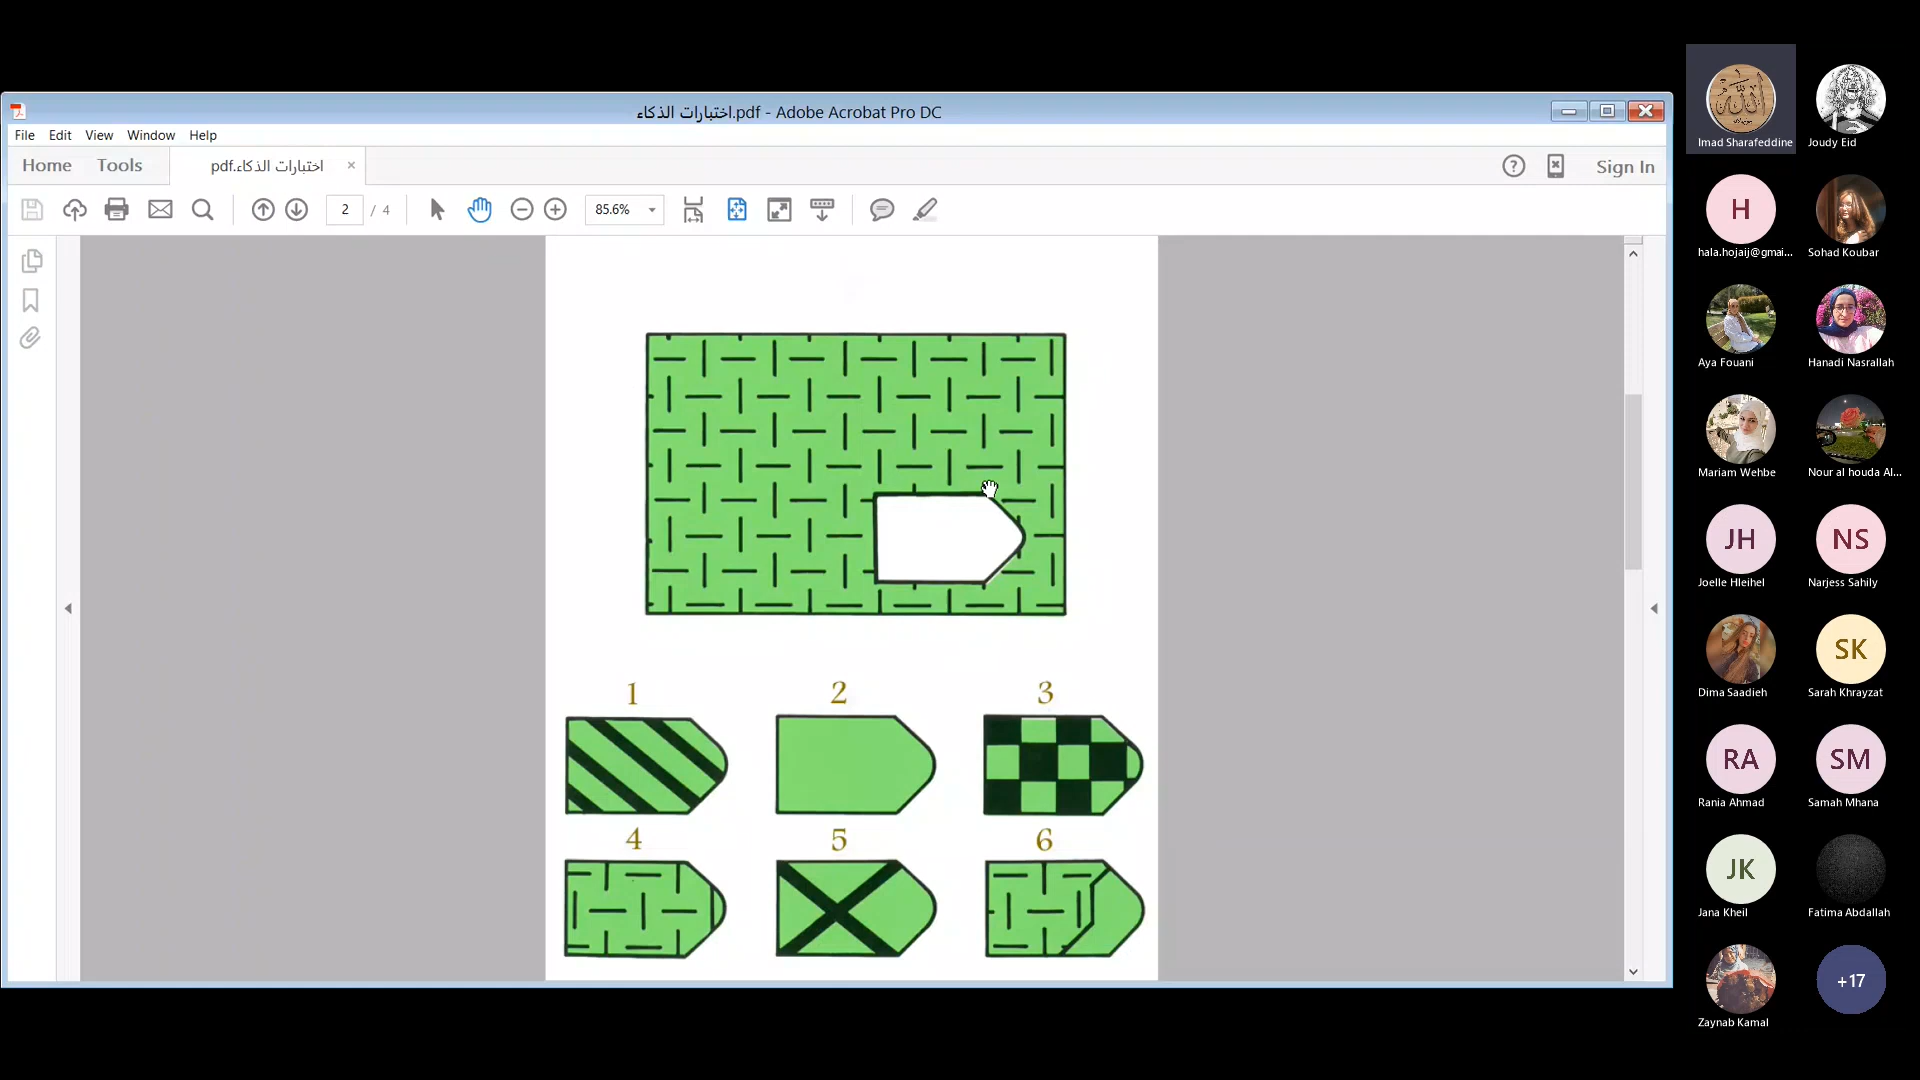 اختبارات الذكاء.pdf - Adobe Acrobat Pro DC
File Edit View Window Help
Home Tools اختبارات الذكاء.pdf × Sign In
2 / 4 85.6%
1 2 3
4 5 6
Imad Sharafeddine Joudy Eid
H
hala.hojaij@gmai... Sohad Koubar
Aya Fouani Hanadi Nasrallah
Mariam Wehbe Nour al houda Al...
JH NS
Joelle Hleihel Narjess Sahily
SK
Dima Saadieh Sarah Khrayzat
RA SM
Rania Ahmad Samah Mhana
JK
Jana Kheil Fatima Abdallah
+17
Zaynab Kamal